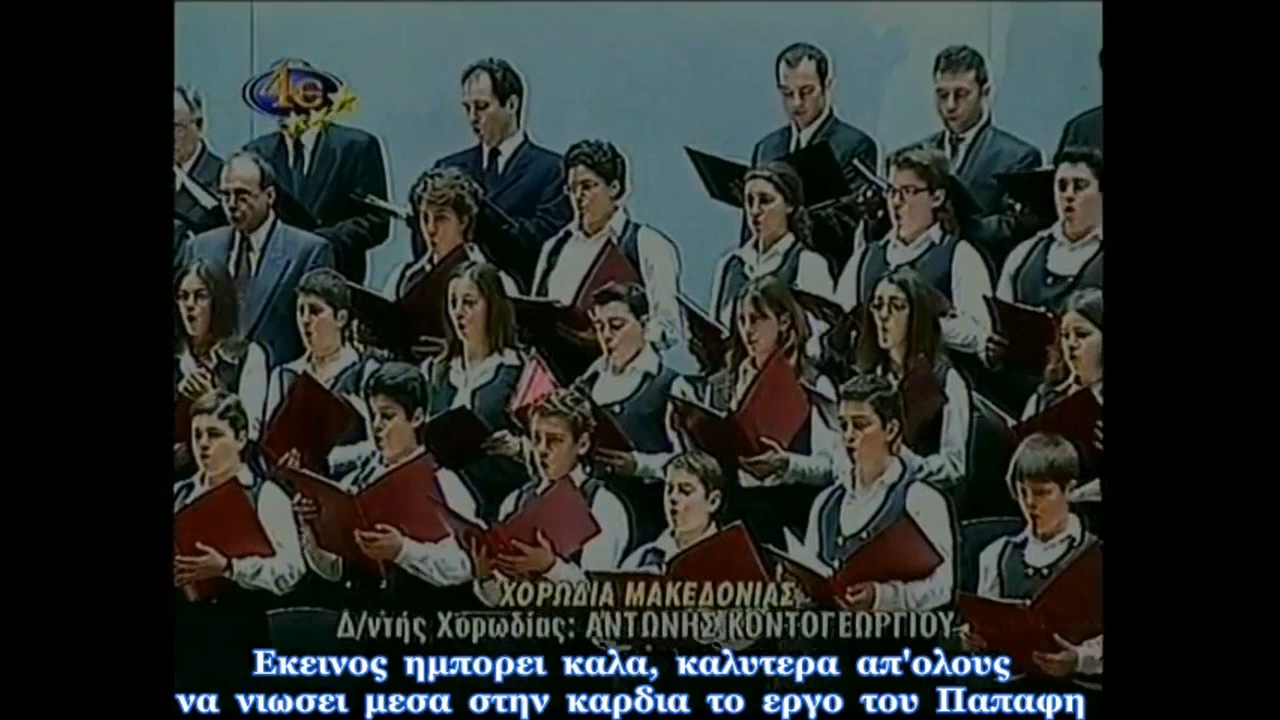 4e
ΧΟΡΩΔΙΑ ΜΑΚΕΔΟΝΙΑΣ
Δ/ντής Χορωδίας: ΑΝΤΩΝΗΣ ΚΟΝΤΟΓΕΩΡΓΙΟΥ
Εκεινος ημπορει καλα, καλυτερα απ'ολους
να νιωσει μεσα στην καρδια το εργο του Παπαφη